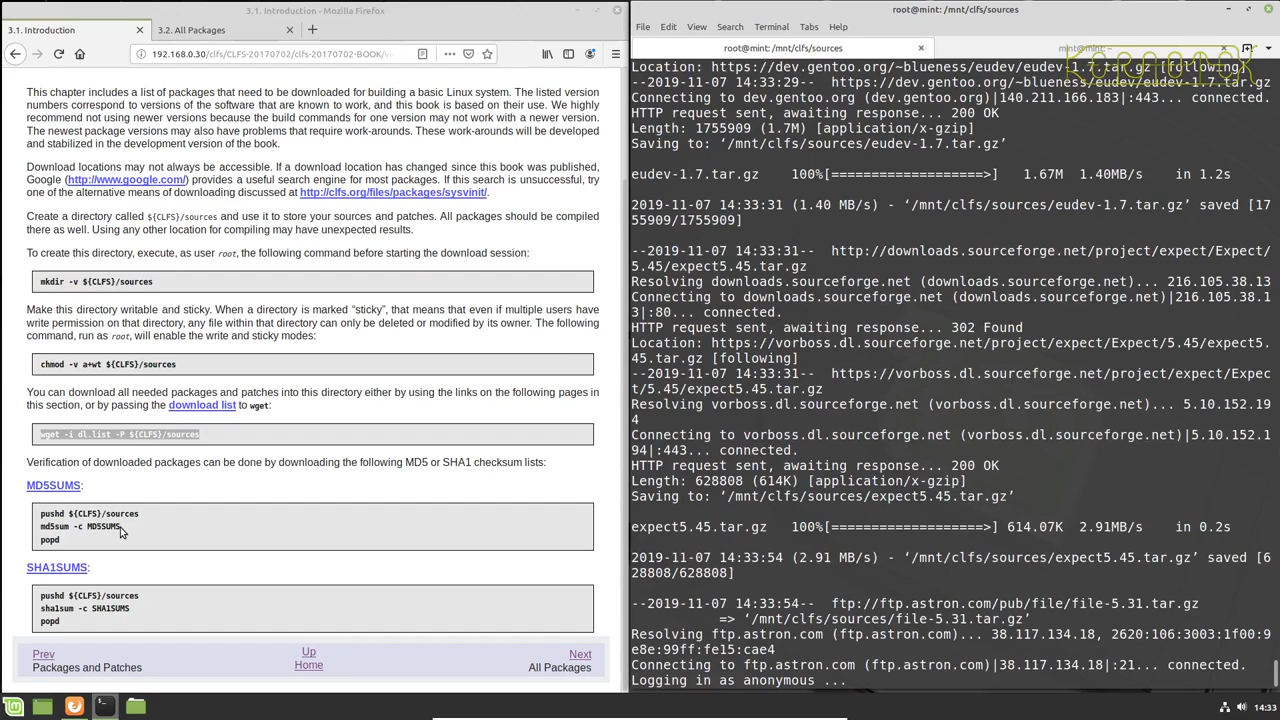 3.1. Introduction - Mozilla Firefox
3.1. Introduction
3.2. All Packages
192.168.0.30/clfs/CLFS-20170702/clfs-20170702-BOOK/v
This chapter includes a list of packages that need to be downloaded for building a basic Linux system. The listed version
numbers correspond to versions of the software that are known to work, and this book is based on their use. We highly
recommend not using newer versions because the build commands for one version may not work with a newer version.
The newest package versions may also have problems that require work-arounds. These work-arounds will be developed
and stabilized in the development version of the book.
Download locations may not always be accessible. If a download location has changed since this book was published,
Google (http://www.google.com/) provides a useful search engine for most packages. If this search is unsuccessful, try
one of the alternative means of downloading discussed at http://clfs.org/files/packages/sysvinit/.
Create a directory called ${CLFS}/sources and use it to store your sources and patches. All packages should be compiled
there as well. Using any other location for compiling may have unexpected results.
To create this directory, execute, as user root, the following command before starting the download session:
mkdir -v ${CLFS}/sources
Make this directory writable and sticky. When a directory is marked “sticky”, that means that even if multiple users have
write permission on that directory, any file within that directory can only be deleted or modified by its owner. The following
command, run as root, will enable the write and sticky modes:
chmod -v a+wt ${CLFS}/sources
You can download all needed packages and patches into this directory either by using the links on the following pages in
this section, or by passing the download list to wget:
wget -i dl.list -P ${CLFS}/sources
Verification of downloaded packages can be done by downloading the following MD5 or SHA1 checksum lists:
MD5SUMS:
pushd ${CLFS}/sources
md5sum -c MD5SUMS
popd
SHA1SUMS:
pushd ${CLFS}/sources
sha1sum -c SHA1SUMS
popd
Prev
Up
Next
Packages and Patches
Home
All Packages
root@mint: /mnt/clfs/sources
File Edit View Search Terminal Tabs Help
root@mint: /mnt/clfs/sources
root@mint: ~
Location: https://dev.gentoo.org/~blueness/eudev/eudev-1.7.tar.gz [following]
--2019-11-07 14:33:29-- https://dev.gentoo.org/~blueness/eudev/eudev-1.7.tar.gz
Connecting to dev.gentoo.org (dev.gentoo.org)|140.211.166.183|:443... connected.
HTTP request sent, awaiting response... 200 OK
Length: 1755909 (1.7M) [application/x-gzip]
Saving to: ‘/mnt/clfs/sources/eudev-1.7.tar.gz’
eudev-1.7.tar.gz 100%[===================>] 1.67M 1.40MB/s in 1.2s
2019-11-07 14:33:31 (1.40 MB/s) - ‘/mnt/clfs/sources/eudev-1.7.tar.gz’ saved [17
55909/1755909]
--2019-11-07 14:33:31-- http://downloads.sourceforge.net/project/expect/Expect/
5.45/expect5.45.tar.gz
Resolving downloads.sourceforge.net (downloads.sourceforge.net)... 216.105.38.13
Connecting to downloads.sourceforge.net (downloads.sourceforge.net)|216.105.38.1
3|:80... connected.
HTTP request sent, awaiting response... 302 Found
Location: https://vorboss.dl.sourceforge.net/project/expect/Expect/5.45/expect5.
45.tar.gz [following]
--2019-11-07 14:33:31-- https://vorboss.dl.sourceforge.net/project/expect/Expec
t/5.45/expect5.45.tar.gz
Resolving vorboss.dl.sourceforge.net (vorboss.dl.sourceforge.net)... 5.10.152.19
4
Connecting to vorboss.dl.sourceforge.net (vorboss.dl.sourceforge.net)|5.10.152.1
94|:443... connected.
HTTP request sent, awaiting response... 200 OK
Length: 628808 (614K) [application/x-gzip]
Saving to: ‘/mnt/clfs/sources/expect5.45.tar.gz’
expect5.45.tar.gz 100%[===================>] 614.07K 2.91MB/s in 0.2s
2019-11-07 14:33:54 (2.91 MB/s) - ‘/mnt/clfs/sources/expect5.45.tar.gz’ saved [6
28808/628808]
--2019-11-07 14:33:54-- ftp://ftp.astron.com/pub/file/file-5.31.tar.gz
=> ‘/mnt/clfs/sources/file-5.31.tar.gz’
Resolving ftp.astron.com (ftp.astron.com)... 38.117.134.18, 2620:106:3003:1f00:9
e8e:99ff:fe15:cae4
Connecting to ftp.astron.com (ftp.astron.com)|38.117.134.18|:21... connected.
Logging in as anonymous ...
14:33